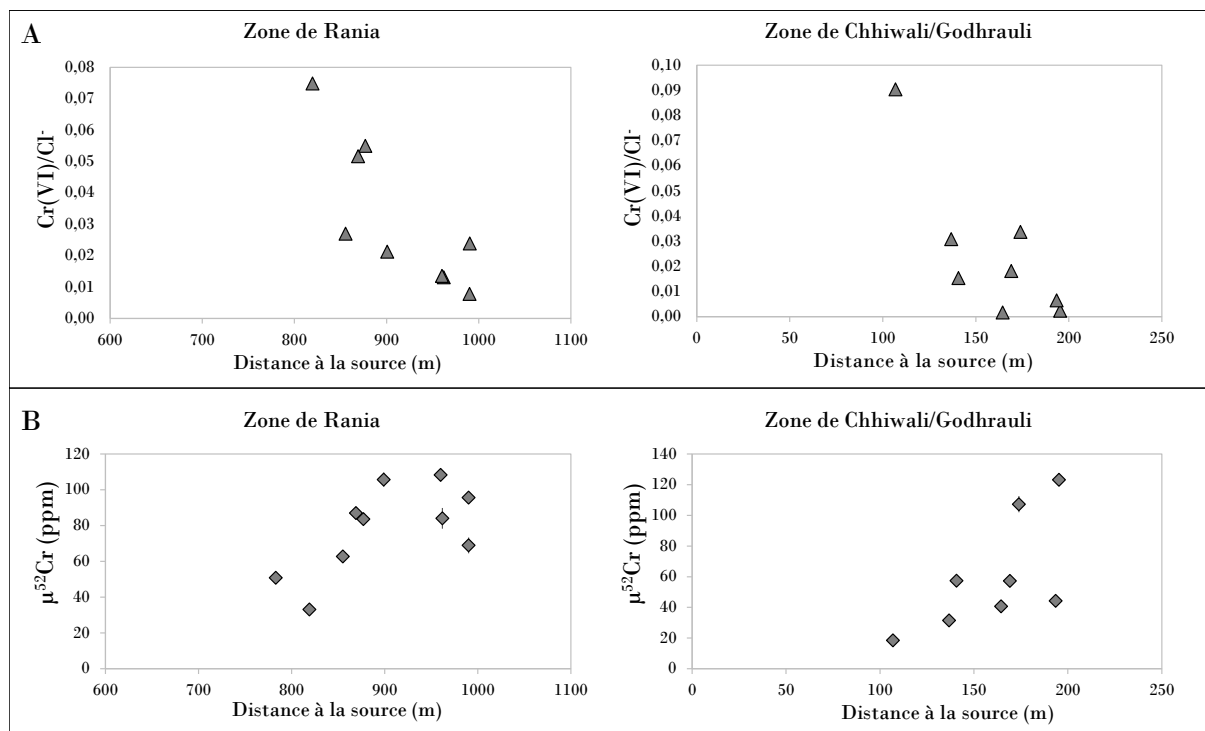 A
Zone de Rania
Cr(VI)/Cl-
0,08
0,07
0,06
0,05
0,04
0,03
0,02
0,01
0,00
600 700 800 900 1000 1100
Distance à la source (m)
Zone de Chhiwali/Godhrauli
Cr(VI)/Cl-
0,10
0,09
0,08
0,07
0,06
0,05
0,04
0,03
0,02
0,01
0,00
0 50 100 150 200 250
Distance à la source (m)
B
Zone de Rania
μ⁵²Cr (ppm)
120
100
80
60
40
20
0
600 700 800 900 1000 1100
Distance à la source (m)
Zone de Chhiwali/Godhrauli
μ⁵²Cr (ppm)
140
120
100
80
60
40
20
0
0 50 100 150 200 250
Distance à la source (m)